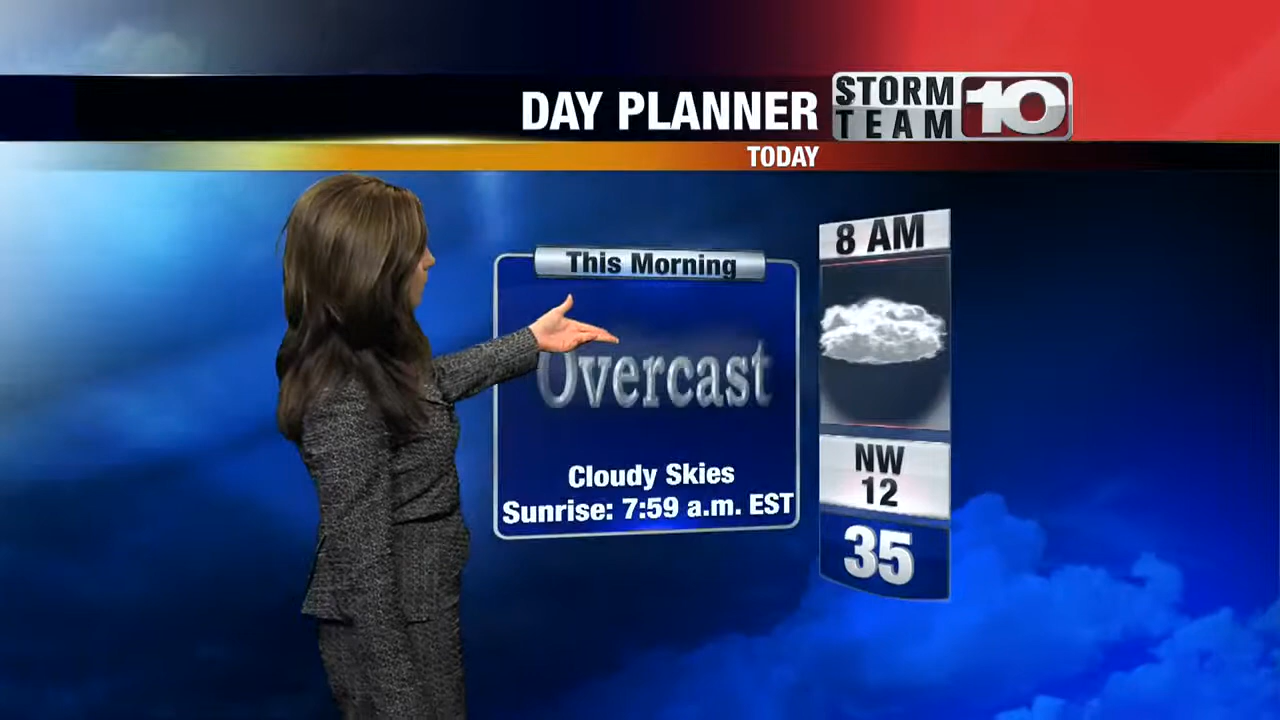 DAY PLANNER
STORM
TEAM
10
TODAY
This Morning
Overcast
Cloudy Skies
Sunrise: 7:59 a.m. EST
8 AM
NW
12
35